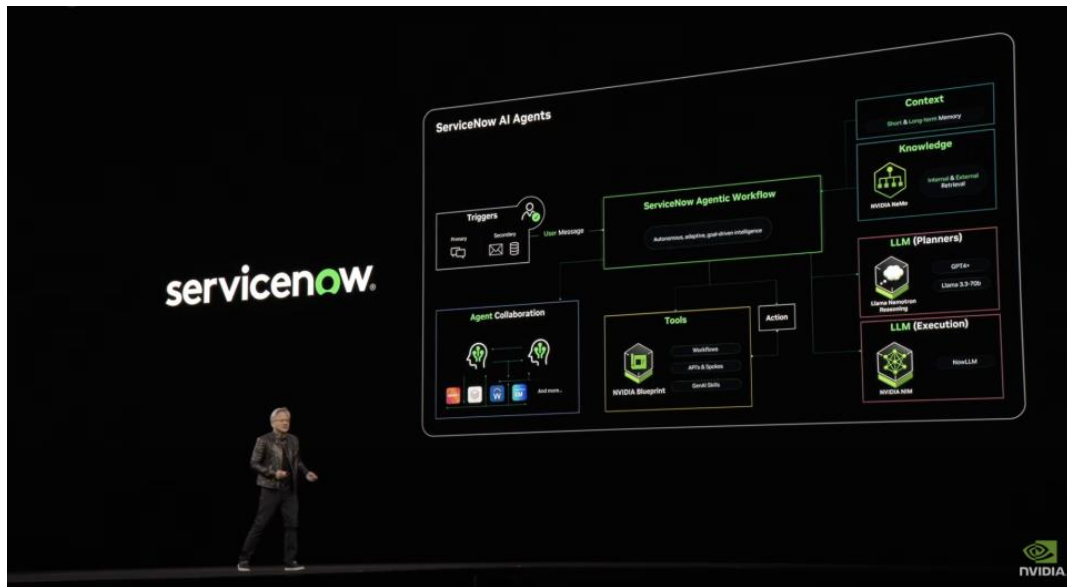 servicenow®
ServiceNow AI Agents
Triggers
Primary
Secondary
User Message
ServiceNow Agentic Workflow
Autonomous, adaptive, goal-driven intelligence
Context
Short & Long-term Memory
Knowledge
NVIDIA NeMo
Internal & External
Retrieval
LLM (Planners)
Llama Nemotron
Reasoning
GPT4+
Llama 3.3-70b
LLM (Execution)
NVIDIA NIM
NowLLM
Agent Collaboration
W
And more...
Tools
NVIDIA Blueprint
Workflows
API's & Spokes
GenAI Skills
Action
NVIDIA